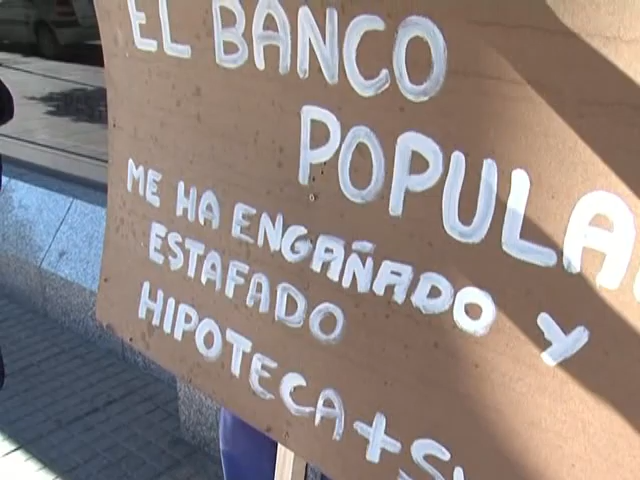 EL BANCO
POPULA
ME HA ENGAÑADO Y
ESTAFADO
HIPOTECA +